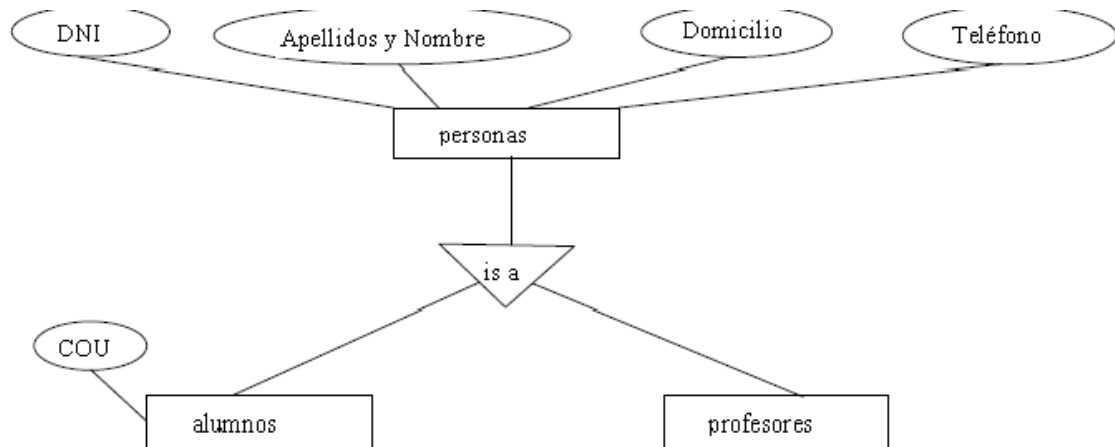 DNI
Apellidos y Nombre
Domicilio
Teléfono
personas
is a
COU
alumnos
profesores